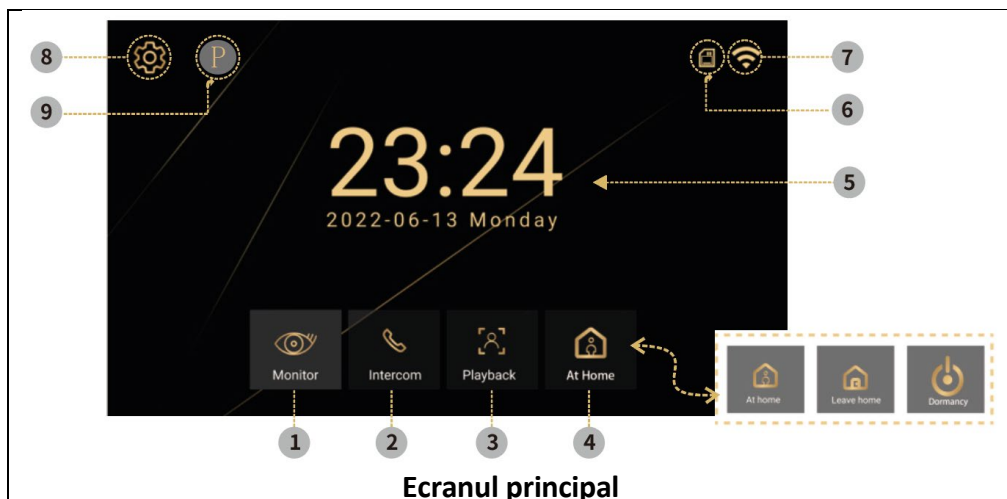 8
P
7
9
6
23:24
5
2022-06-13 Monday
Monitor
Intercom
Playback
At Home
At home
Leave home
Dormancy
1
2
3
4
Ecranul principal